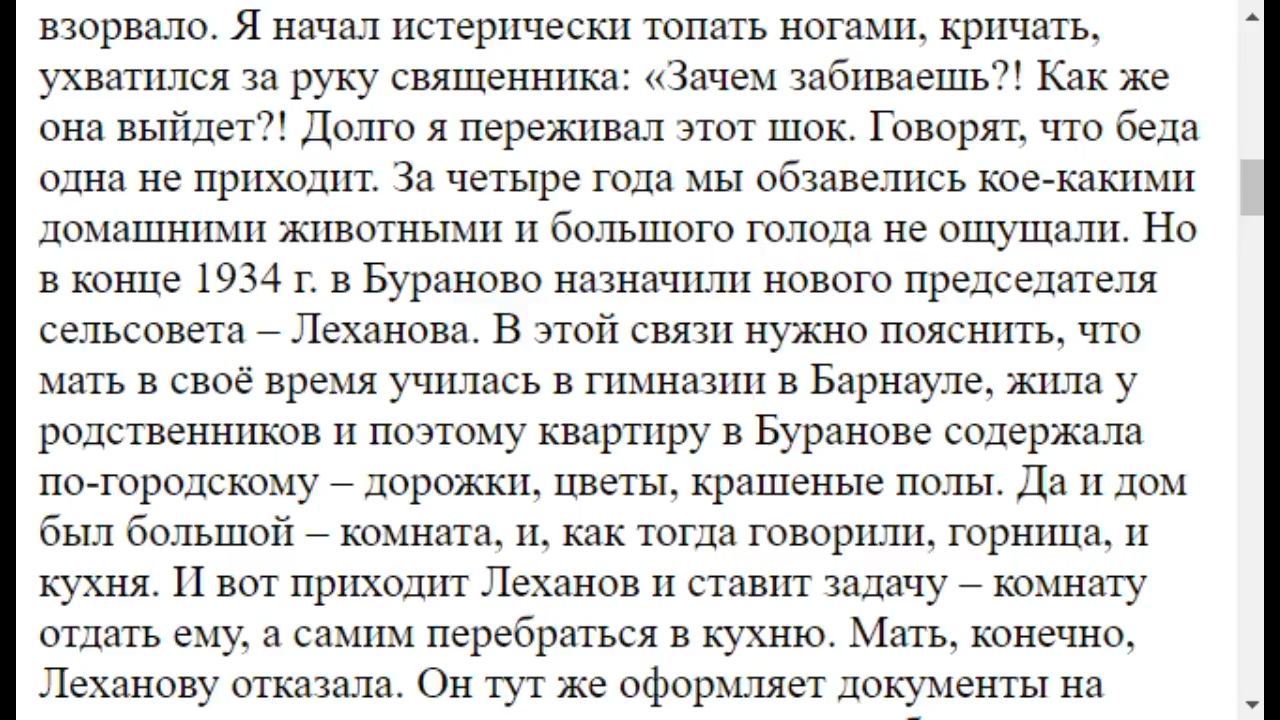 взорвало. Я начал истерически топать ногами, кричать,
ухватился за руку священника: «Зачем забиваешь?! Как же
она выйдет?! Долго я переживал этот шок. Говорят, что беда
одна не приходит. За четыре года мы обзавелись кое-какими
домашними животными и большого голода не ощущали. Но
в конце 1934 г. в Бураново назначили нового председателя
сельсовета – Леханова. В этой связи нужно пояснить, что
мать в своё время училась в гимназии в Барнауле, жила у
родственников и поэтому квартиру в Буранове содержала
по-городскому – дорожки, цветы, крашеные полы. Да и дом
был большой – комната, и, как тогда говорили, горница, и
кухня. И вот приходит Леханов и ставит задачу – комнату
отдать ему, а самим перебраться в кухню. Мать, конечно,
Леханову отказала. Он тут же оформляет документы на